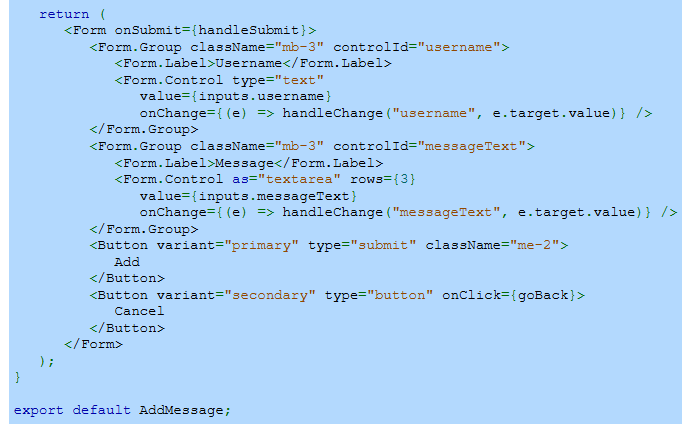 return (
<Form onSubmit={handleSubmit}>
<Form.Group className="mb-3" controlId="username">
<Form.Label>Username</Form.Label>
<Form.Control type="text"
value={inputs.username}
onChange={(e) => handleChange("username", e.target.value)} />
</Form.Group>
<Form.Group className="mb-3" controlId="messageText">
<Form.Label>Message</Form.Label>
<Form.Control as="textarea" rows={3}
value={inputs.messageText}
onChange={(e) => handleChange("messageText", e.target.value)} />
</Form.Group>
<Button variant="primary" type="submit" className="me-2">
Add
</Button>
<Button variant="secondary" type="button" onClick={goBack}>
Cancel
</Button>
</Form>
);
}
export default AddMessage;